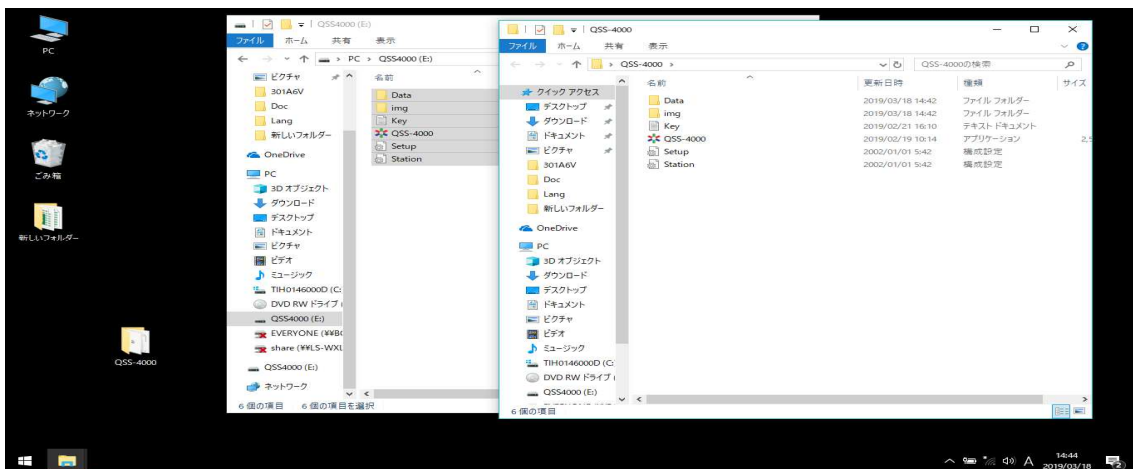 PC
ネットワーク
ごみ箱
新しいフォルダー
QSS-4000
QSS4000 (E:)
ファイル ホーム 共有 表示
PC > QSS4000 (E:)
ピクチャ
301A6V
Doc
Lang
新しいフォルダー
OneDrive
PC
3D オブジェクト
ダウンロード
デスクトップ
ドキュメント
ピクチャ
ビデオ
ミュージック
TIH0146000D (C:
DVD RW ドライブ (
QSS4000 (E:)
EVERYONE (¥¥B
share (¥¥LS-WXL
QSS4000 (E:)
ネットワーク
名前
Data
img
Key
QSS-4000
Setup
Station
6 個の項目 6 個の項目を選択
QSS-4000
ファイル ホーム 共有 表示
> QSS-4000 >
QSS-4000の検索
クイック アクセス
デスクトップ
ダウンロード
ドキュメント
ピクチャ
301A6V
Doc
Lang
新しいフォルダー
OneDrive
PC
3D オブジェクト
ダウンロード
デスクトップ
ドキュメント
ピクチャ
ビデオ
ミュージック
TIH0146000D (C:
DVD RW ドライブ (
QSS4000 (E:)
名前 更新日時 種類 サイズ
Data 2019/03/18 14:42 ファイル フォルダー
img 2019/03/18 14:42 ファイル フォルダー
Key 2019/02/21 16:10 テキスト ドキュメント
QSS-4000 2019/02/19 10:14 アプリケーション 2,5
Setup 2002/01/01 5:42 構成設定
Station 2002/01/01 5:42 構成設定
6 個の項目
A
14:44
2019/03/18
2